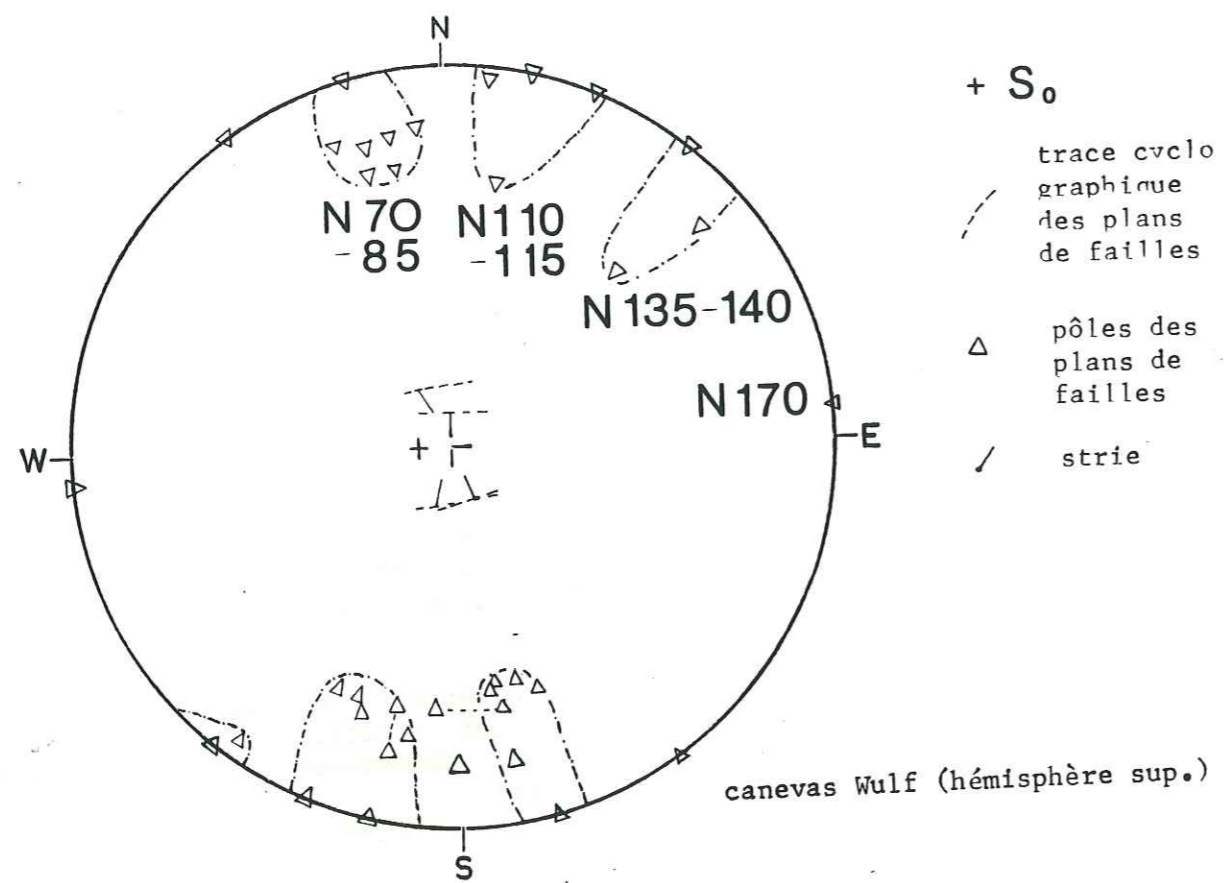 N
+ S₀
trace cyclo
graphique
des plans
de failles
N 70
-85
N110
-115
N 135-140
pôles des
plans de
failles
N 170
W
+
E
strie
canevas Wulf (hémisphère sup.)
S